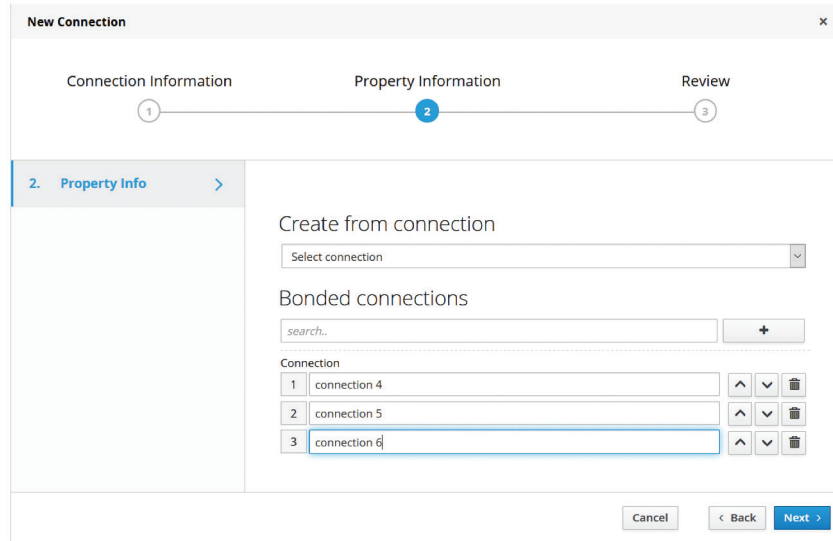 New Connection ×
Connection Information Property Information Review
1 2 3
2. Property Info
Create from connection
Select connection
Bonded connections
search.. +
Connection
1 connection 4
2 connection 5
3 connection 6
Cancel < Back Next >